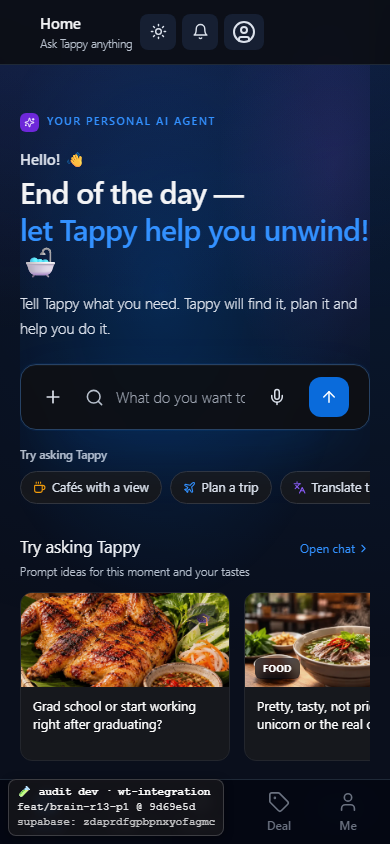 Home
Ask Tappy anything
YOUR PERSONAL AI AGENT
Hello! 👋
End of the day —
let Tappy help you unwind!
🛁
Tell Tappy what you need. Tappy will find it, plan it and
help you do it.
What do you want to
Try asking Tappy
Cafés with a view
Plan a trip
Translate t
Try asking Tappy
Open chat
Prompt ideas for this moment and your tastes
FOOD
Grad school or start working
right after graduating?
Pretty, tasty, not pri
unicorn or the real d
🧪 audit dev · wt-integration
feat/brain-r13-p1 @ 9d69e5d
supabase: zdaprdfgpbpnxyofagmc
Deal
Me